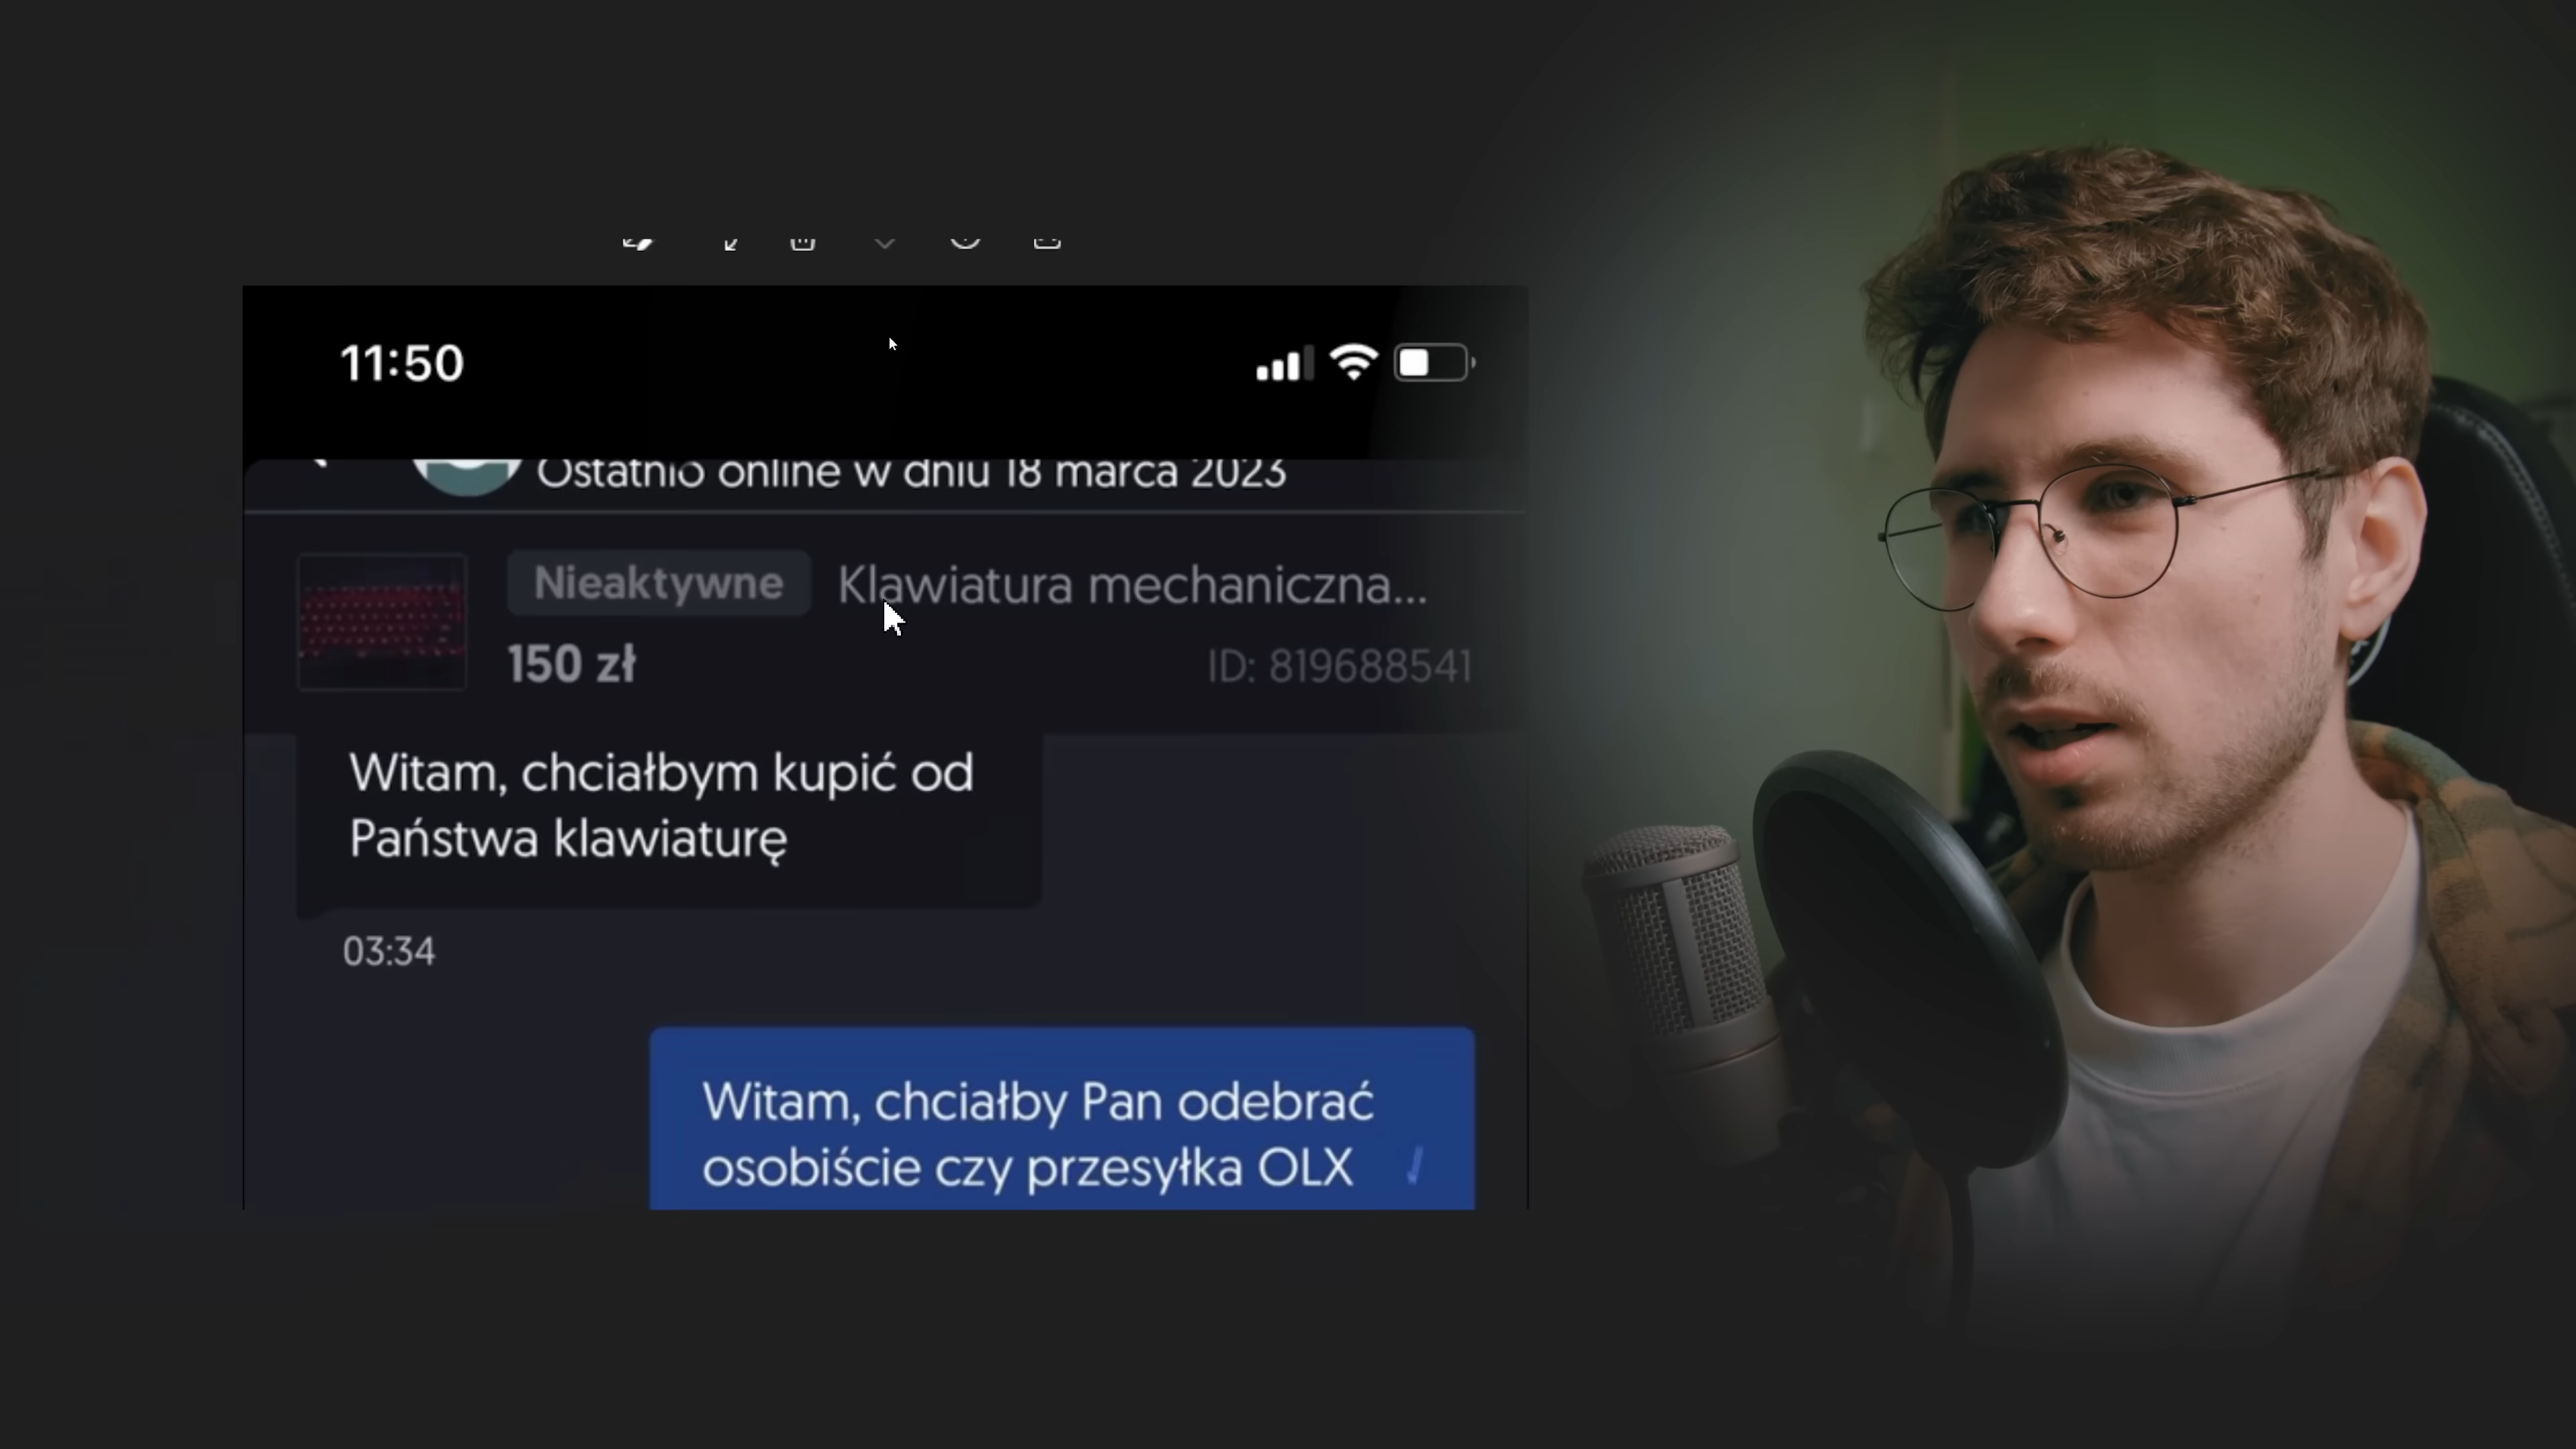 11:50
Ostatnio online w dniu 18 marca 2023
Nieaktywne Klawiatura mechaniczna...
150 zł ID: 819688541
Witam, chciałbym kupić od
Państwa klawiaturę
03:34
Witam, chciałby Pan odebrać
osobiście czy przesyłka OLX